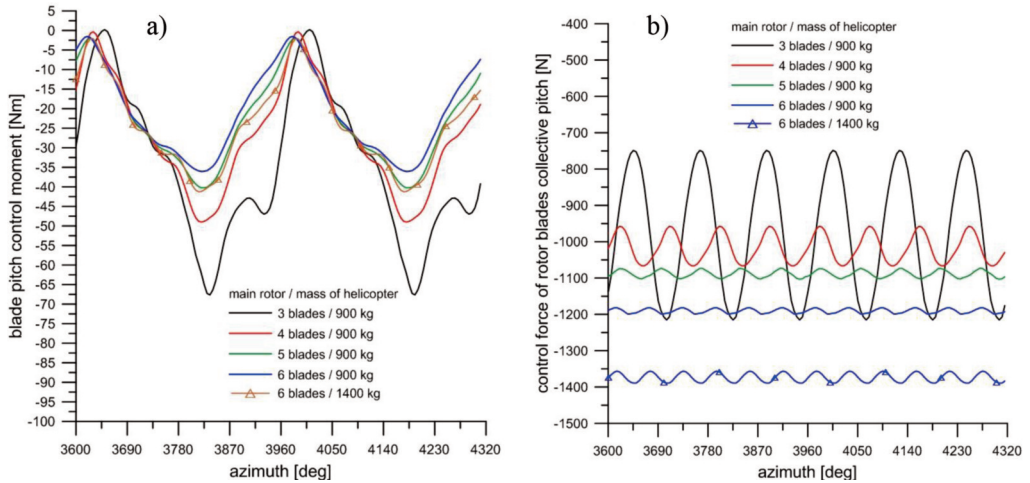 a)
blade pitch control moment [Nm]
5
0
-5
-10
-15
-20
-25
-30
-35
-40
-45
-50
-55
-60
-65
-70
-75
-80
-85
-90
-95
-100
main rotor / mass of helicopter
3 blades / 900 kg
4 blades / 900 kg
5 blades / 900 kg
6 blades / 900 kg
6 blades / 1400 kg
3600 3690 3780 3870 3960 4050 4140 4230 4320
azimuth [deg]
b)
control force of rotor blades collective pitch [N]
-400
-450
-500
-600
-700
-750
-800
-900
-1000
-1100
-1200
-1300
-1400
-1500
main rotor / mass of helicopter
3 blades / 900 kg
4 blades / 900 kg
5 blades / 900 kg
6 blades / 900 kg
6 blades / 1400 kg
3600 3690 3780 3870 3960 4050 4140 4230 4320
azimuth [deg]